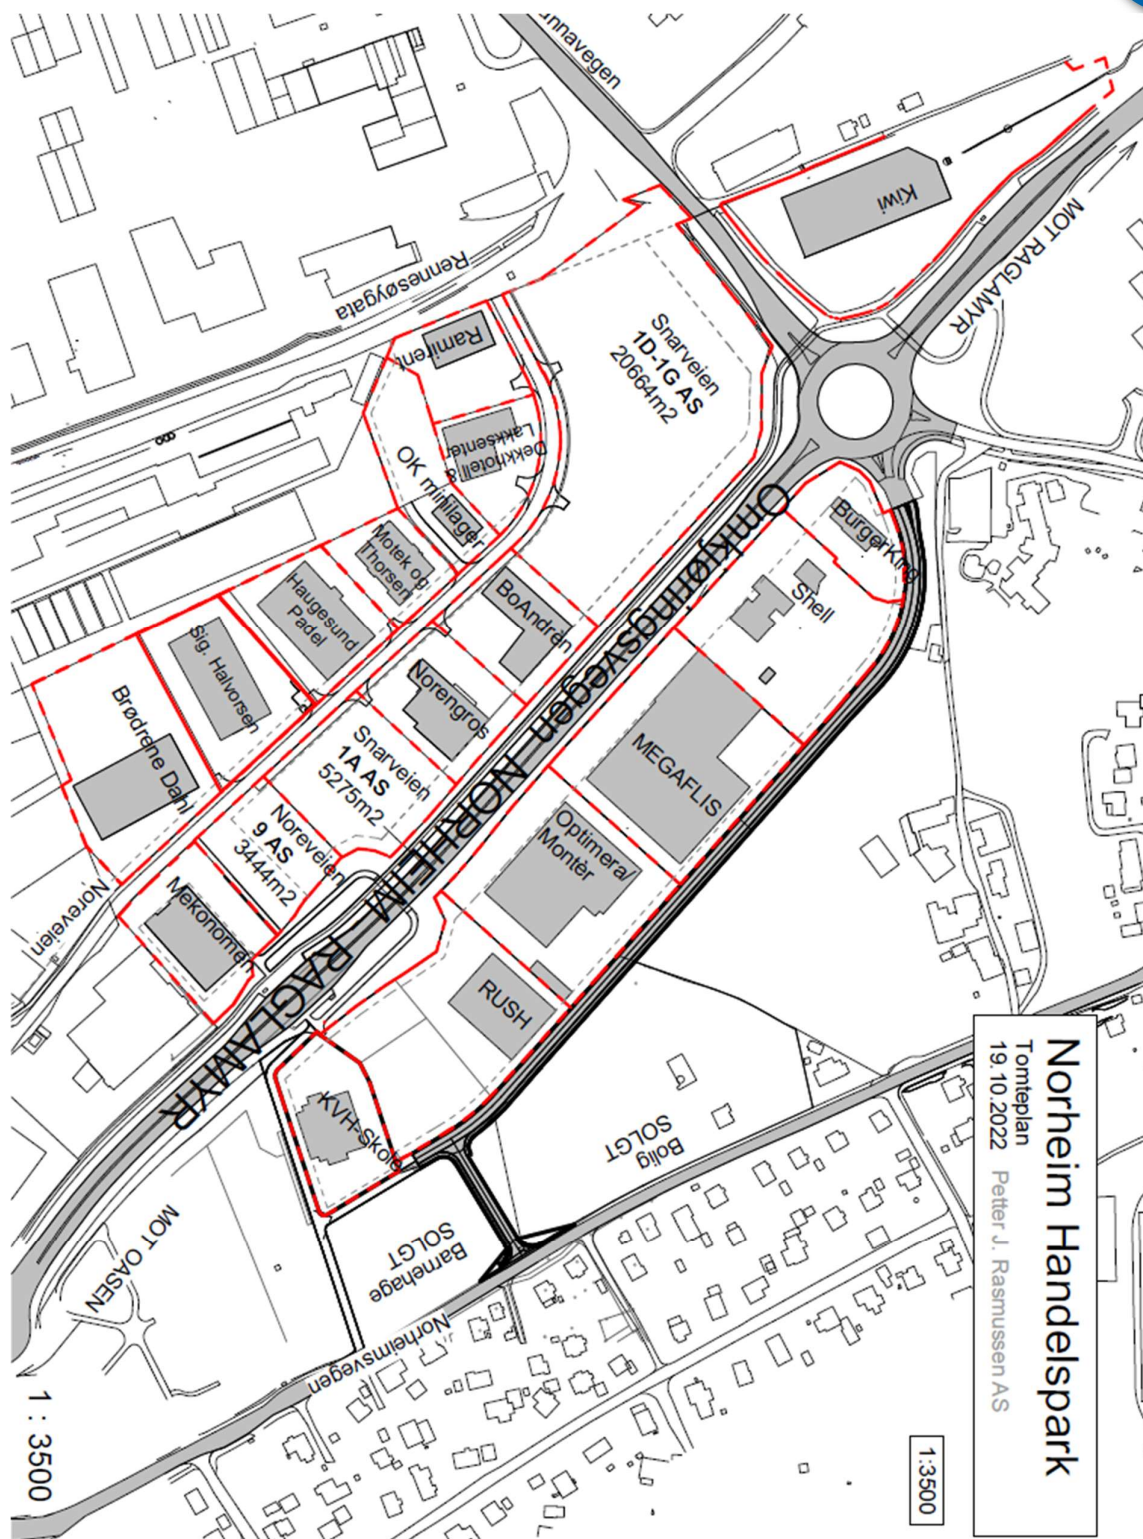 Norheim Handelspark
Tomteplan
19.10.2022 Petter J. Rasmussen AS
1:3500
1 : 3500
nnavegen
Kiwi
MOT RAGLAMYR
Rennesøygata
Snarveien
1D-1G AS
20664m2
Ramirent
Dekkhotell &
Lakksenter
OK minilager
Motek og
Thorsen
Haugesund
Padel
Sig. Halvorsen
Brødrene Dahl
BoAndrèn
Norengros
Snarveien
1A AS
5275m2
Noreveien
9 AS
3444m2
Mekonomen
Noreveien
Omkjøringsvegen NORHEIM - RAGLAMYR
BurgerKing
Shell
MEGAFLIS
Optimera/
Montèr
RUSH
KVH-Skole
Bolig
SOLGT
Barnehage
SOLGT
MOT OASEN
Norheimsvegen